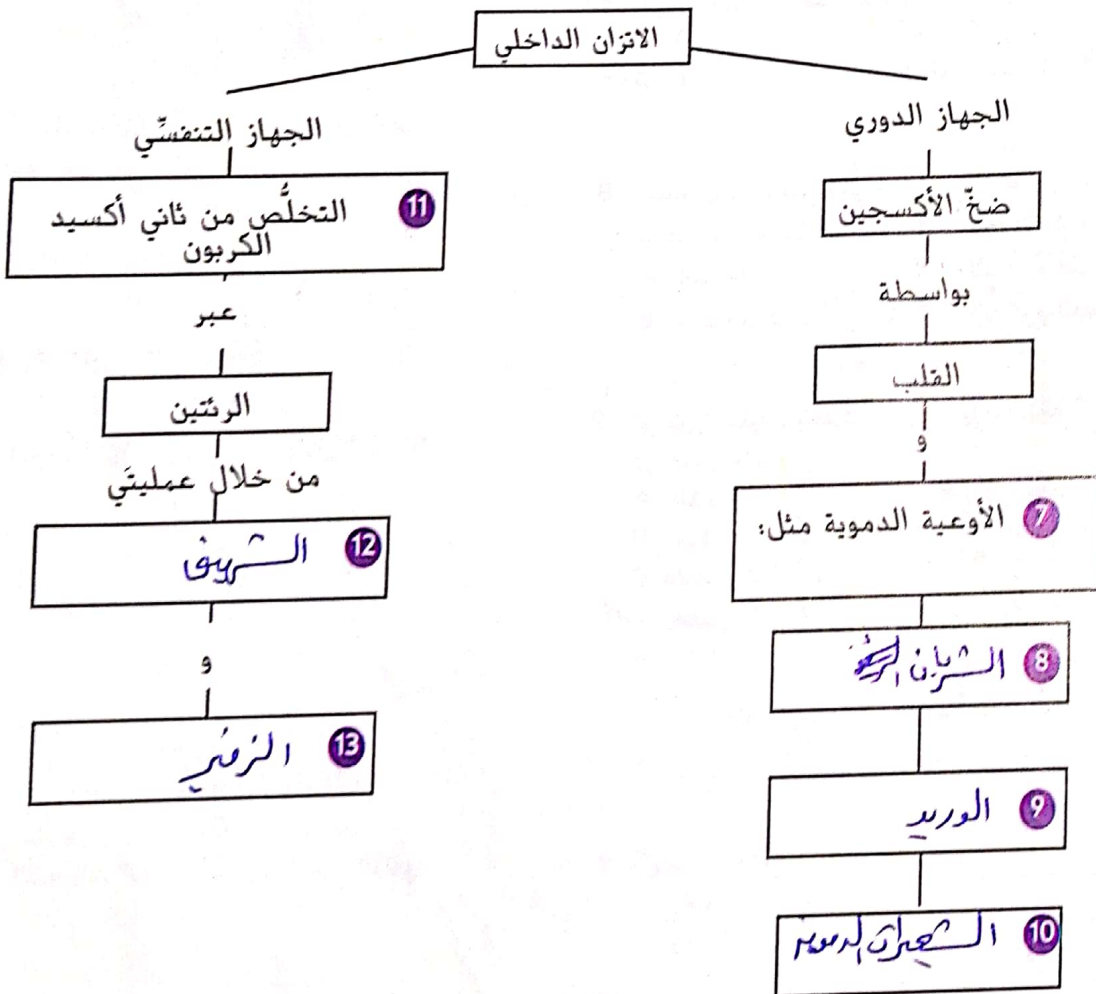 الاتزان الداخلي
الجهاز الدوري
ضخّ الأكسجين
بواسطة
القلب
و
7 الأوعية الدموية مثل:
8 الشريان
9 الوريد
10 الشعيرات الدموية
الجهاز التنفسّي
11 التخلُّص من ثاني أكسيد
الكربون
عبر
الرئتين
من خلال عمليتَي
12 الشهيق
و
13 الزفير